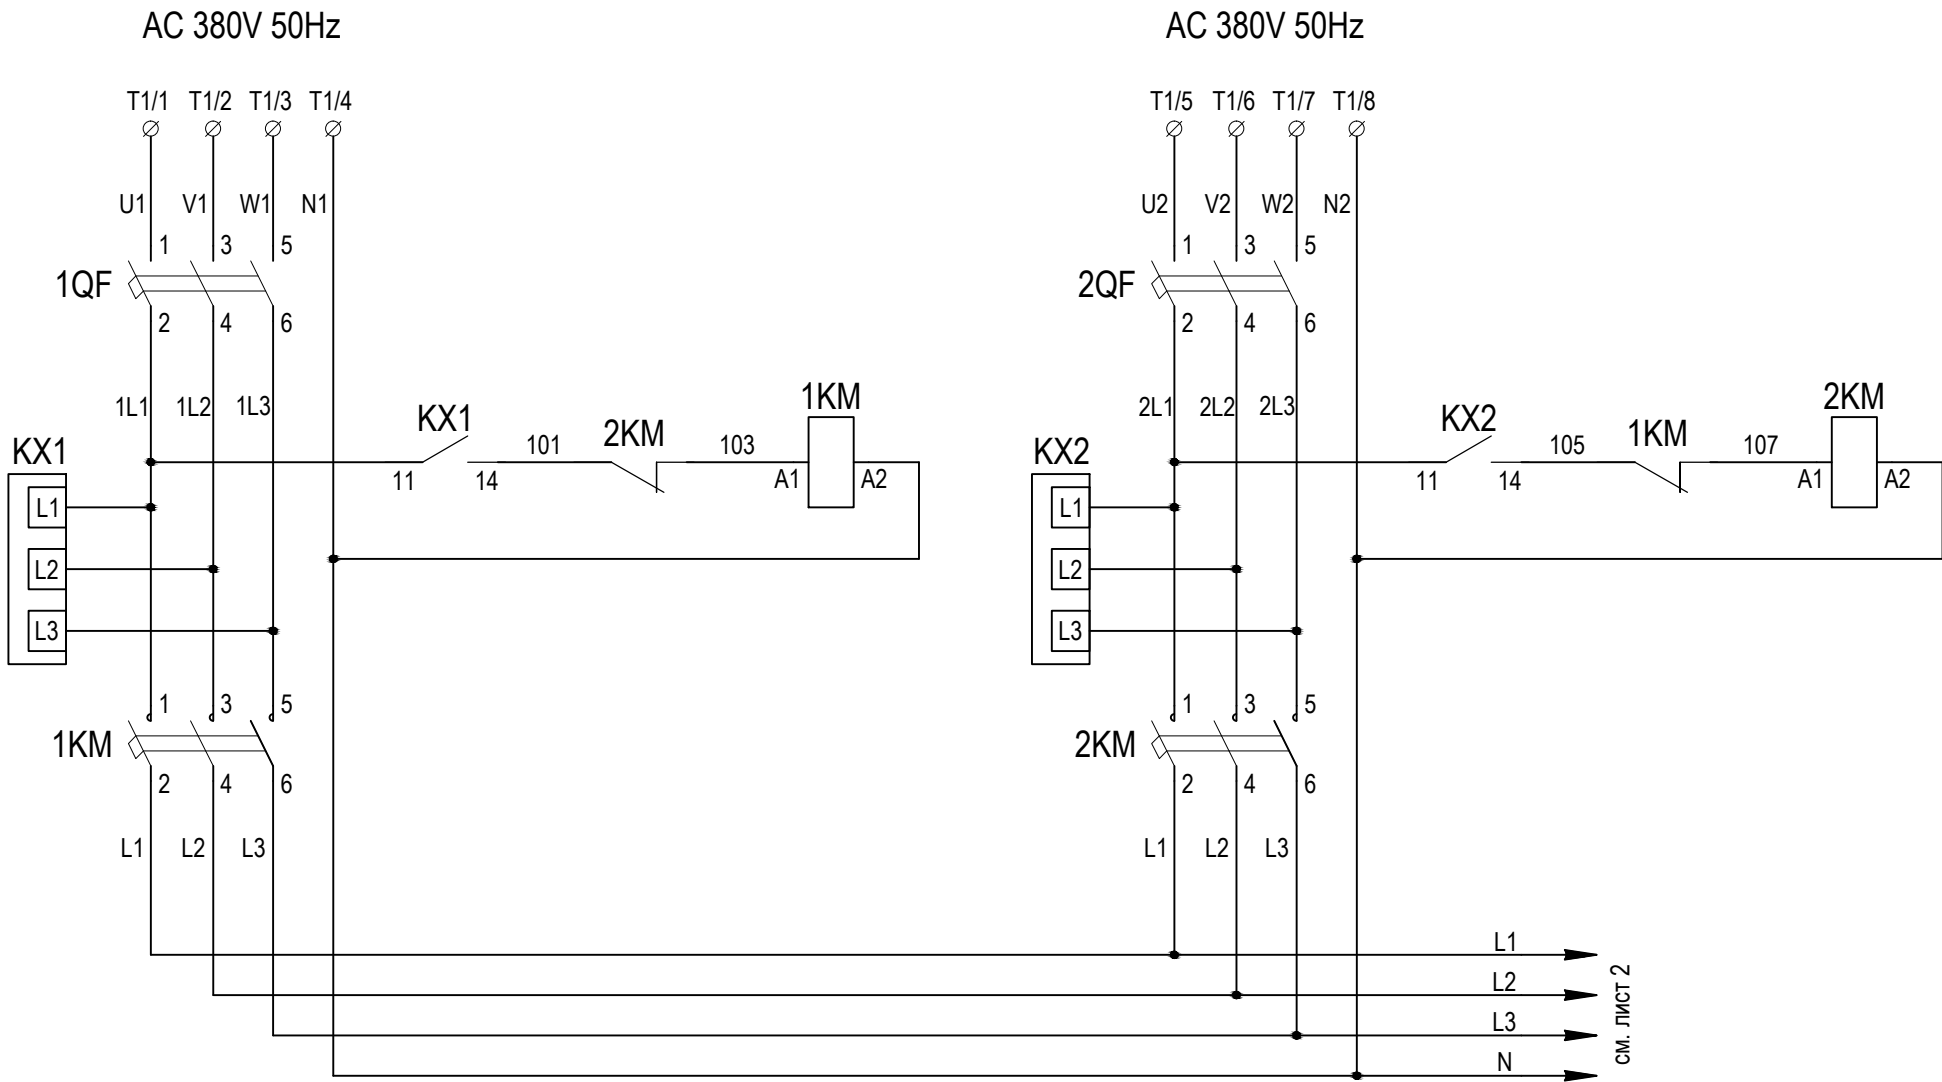 AC 380V 50Hz
AC 380V 50Hz
T1/1 T1/2 T1/3 T1/4
T1/5 T1/6 T1/7 T1/8
U1 V1 W1 N1
U2 V2 W2 N2
1 3 5
1 3 5
1QF
2QF
2 4 6
2 4 6
1L1 1L2 1L3
2L1 2L2 2L3
KX1
101
2KM
103
1KM
11
14
A1
A2
KX2
105
1KM
107
2KM
11
14
A1
A2
KX1
L1
L2
L3
KX2
L1
L2
L3
1 3 5
1 3 5
1KM
2KM
2 4 6
2 4 6
L1 L2 L3
L1 L2 L3
L1
L2
L3
N
см. лист 2